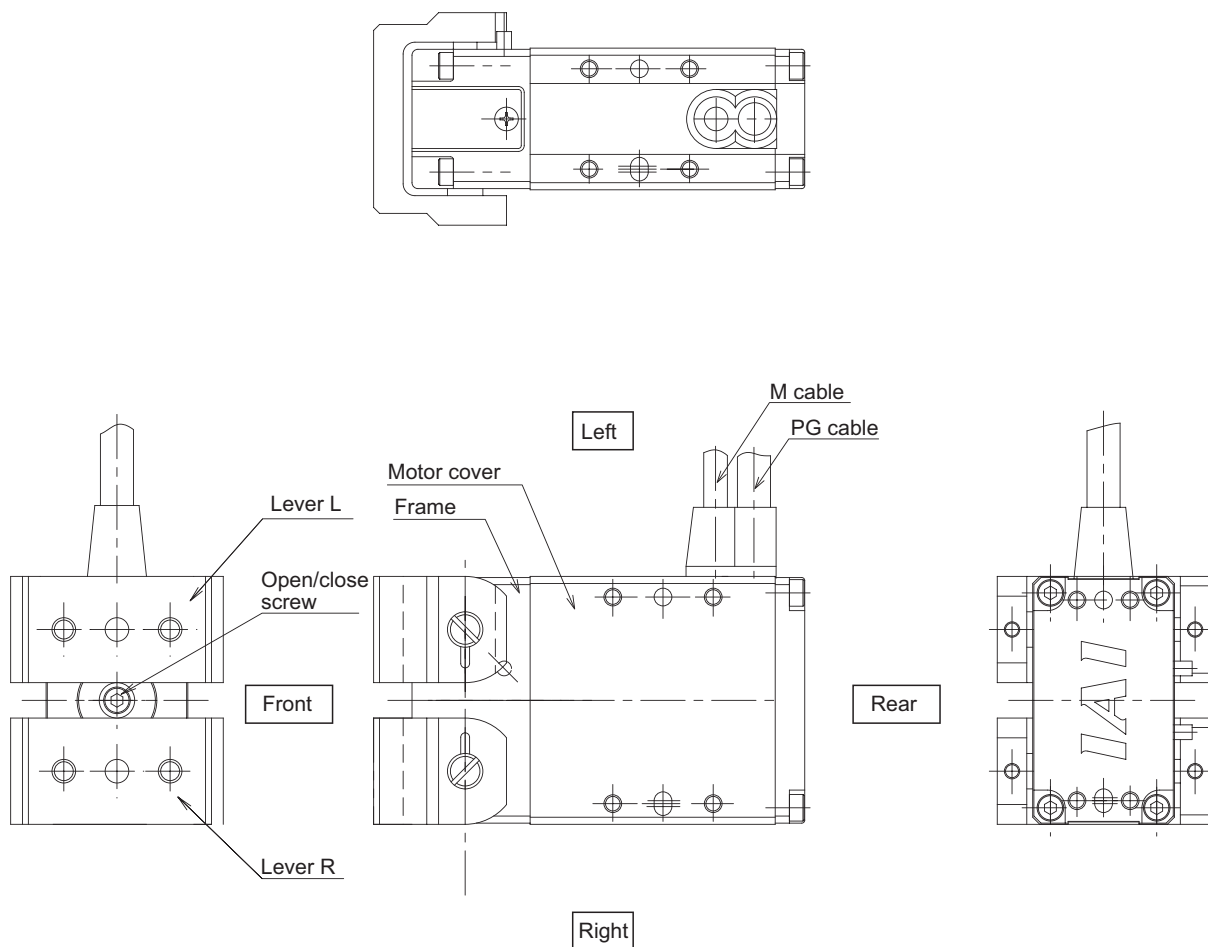 M cable
Left
PG cable
Motor cover
Lever L
Frame
Open/close
screw
Front
Rear
IAI
Lever R
Right